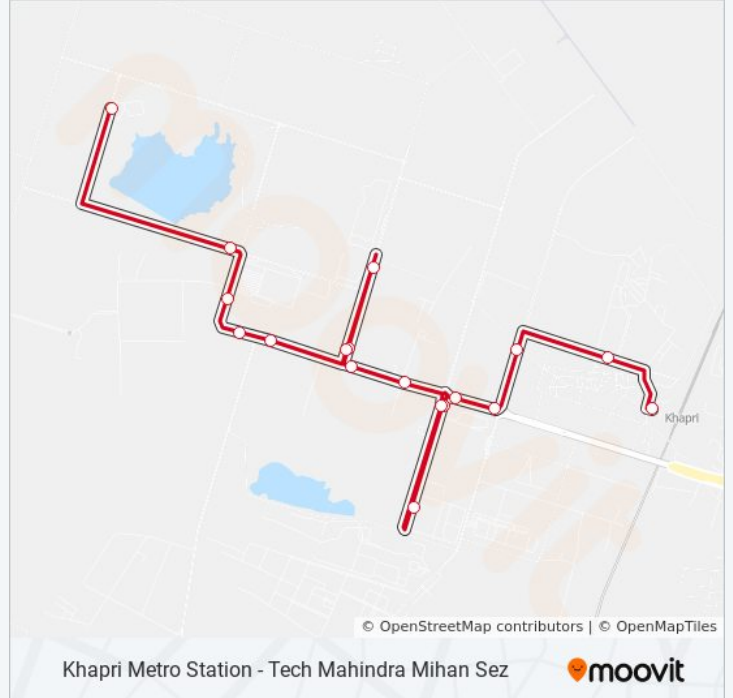 Khapri
© OpenStreetMap contributors | © OpenMapTiles
Khapri Metro Station - Tech Mahindra Mihan Sez
moovit